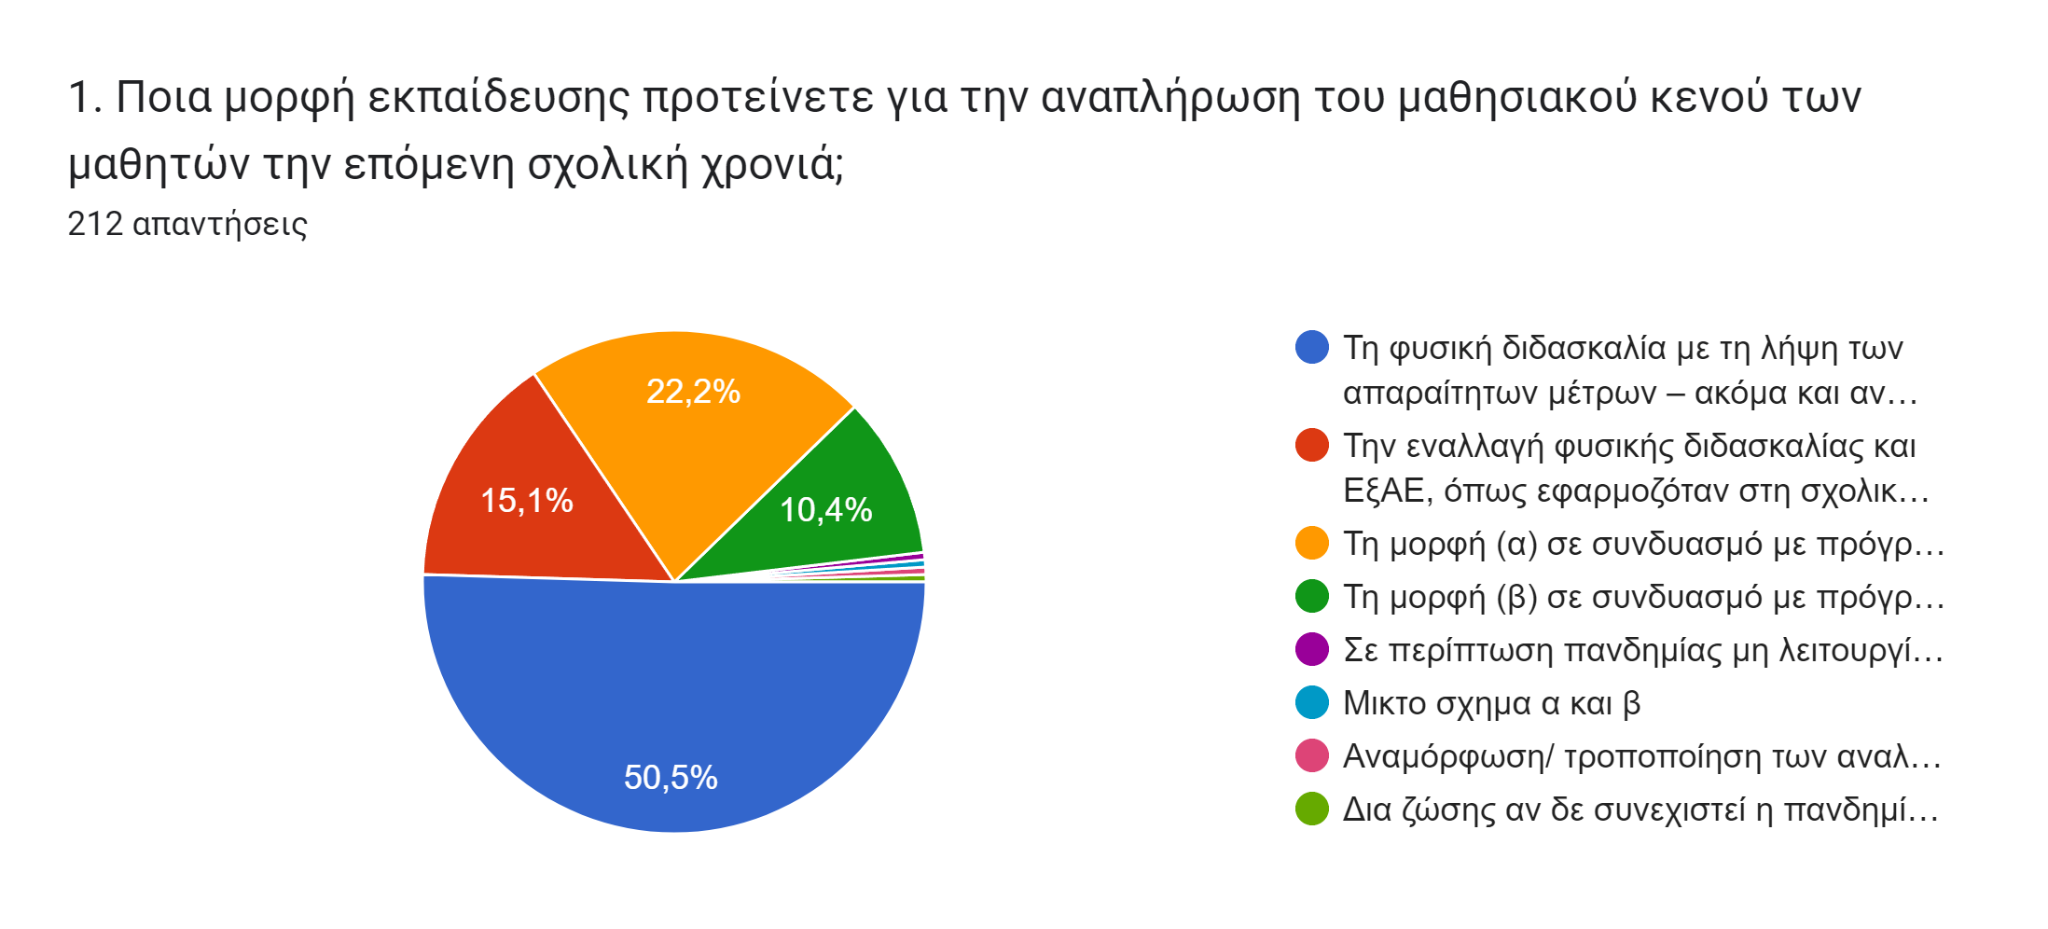 1. Ποια μορφή εκπαίδευσης προτείνετε για την αναπλήρωση του μαθησιακού κενού των
μαθητών την επόμενη σχολική χρονιά;
212 απαντήσεις
22,2%
15,1%
10,4%
50,5%
Τη φυσική διδασκαλία με τη λήψη των
απαραίτητων μέτρων – ακόμα και αν…
Την εναλλαγή φυσικής διδασκαλίας και
ΕξΑΕ, όπως εφαρμοζόταν στη σχολικ…
Τη μορφή (α) σε συνδυασμό με πρόγρ…
Τη μορφή (β) σε συνδυασμό με πρόγρ…
Σε περίπτωση πανδημίας μη λειτουργί…
Μικτο σχημα α και β
Αναμόρφωση/ τροποποίηση των αναλ…
Δια ζώσης αν δε συνεχιστεί η πανδημί…